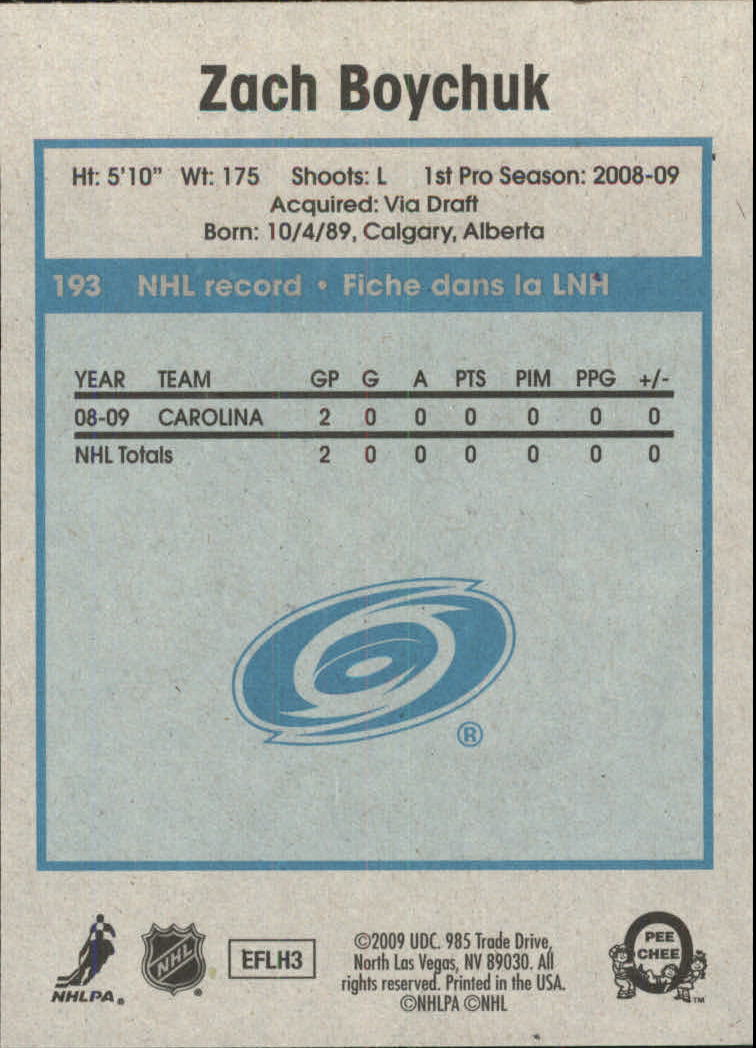 Zach Boychuk
Ht: 5'10" Wt: 175 Shoots: L 1st Pro Season: 2008-09
Acquired: Via Draft
Born: 10/4/89, Calgary, Alberta
193 NHL record • Fiche dans la LNH
YEAR TEAM GP G A PTS PIM PPG +/-
08-09 CAROLINA 2 0 0 0 0 0 0
NHL Totals 2 0 0 0 0 0 0
®
NHLPA®
NHL®
EFLH3
©2009 UDC. 985 Trade Drive,
North Las Vegas, NV 89030. All
rights reserved. Printed in the USA.
©NHLPA ©NHL
PEE
CHEE
TM